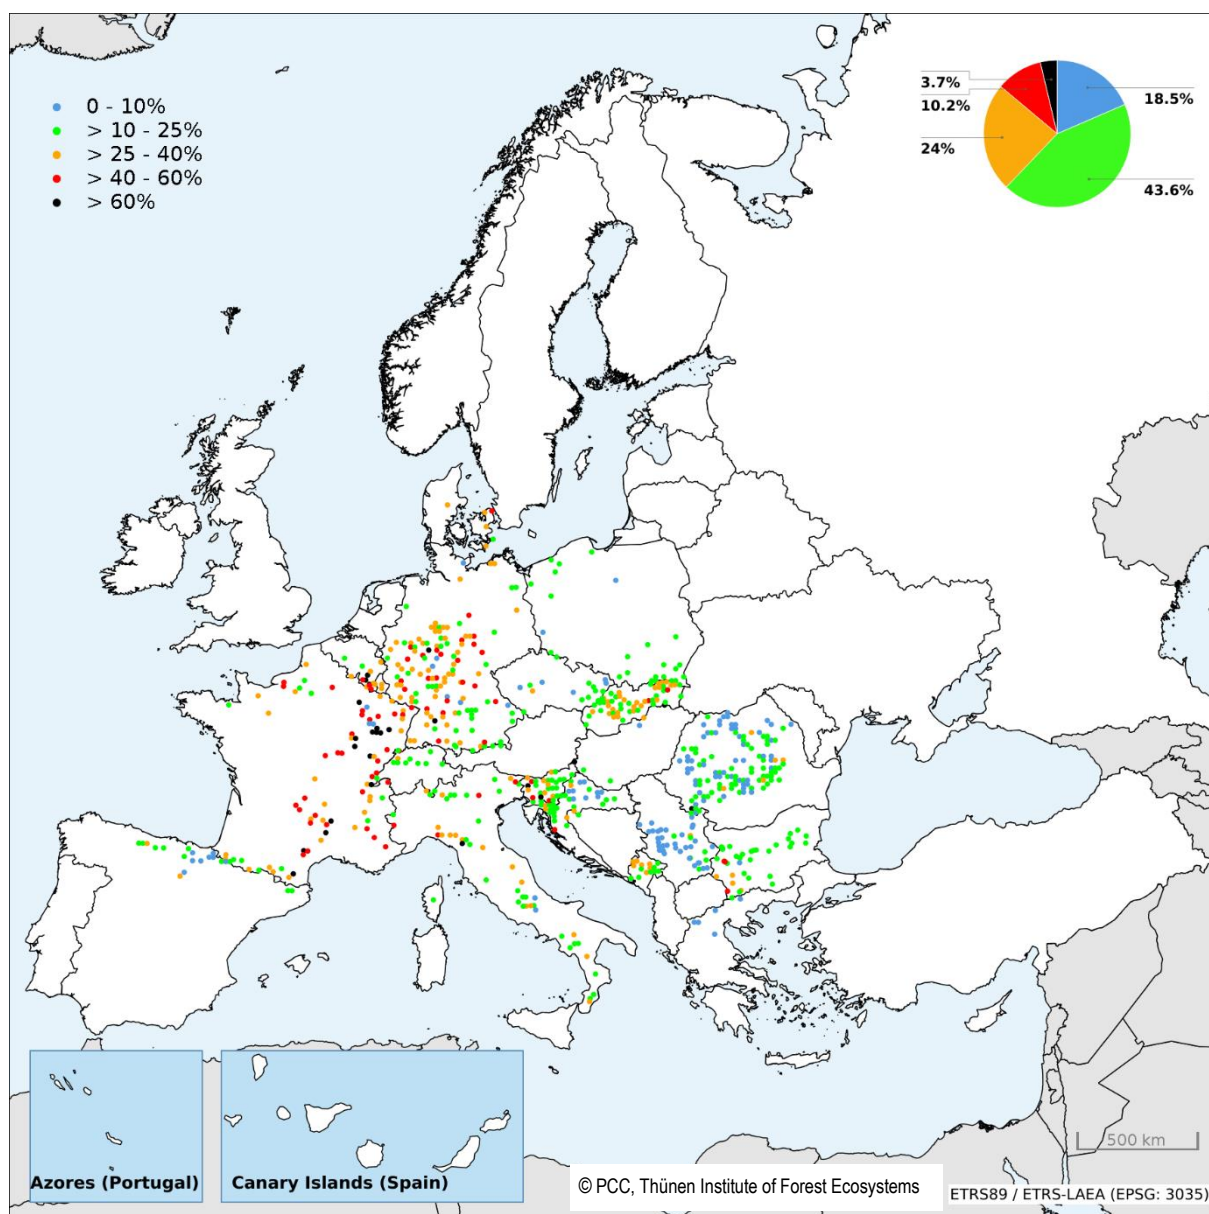 0 - 10%
> 10 - 25%
> 25 - 40%
> 40 - 60%
> 60%
3.7%
10.2%
24%
18.5%
43.6%
500 km
Azores (Portugal)
Canary Islands (Spain)
© PCC, Thünen Institute of Forest Ecosystems
ETRS89 / ETRS-LAEA (EPSG: 3035)